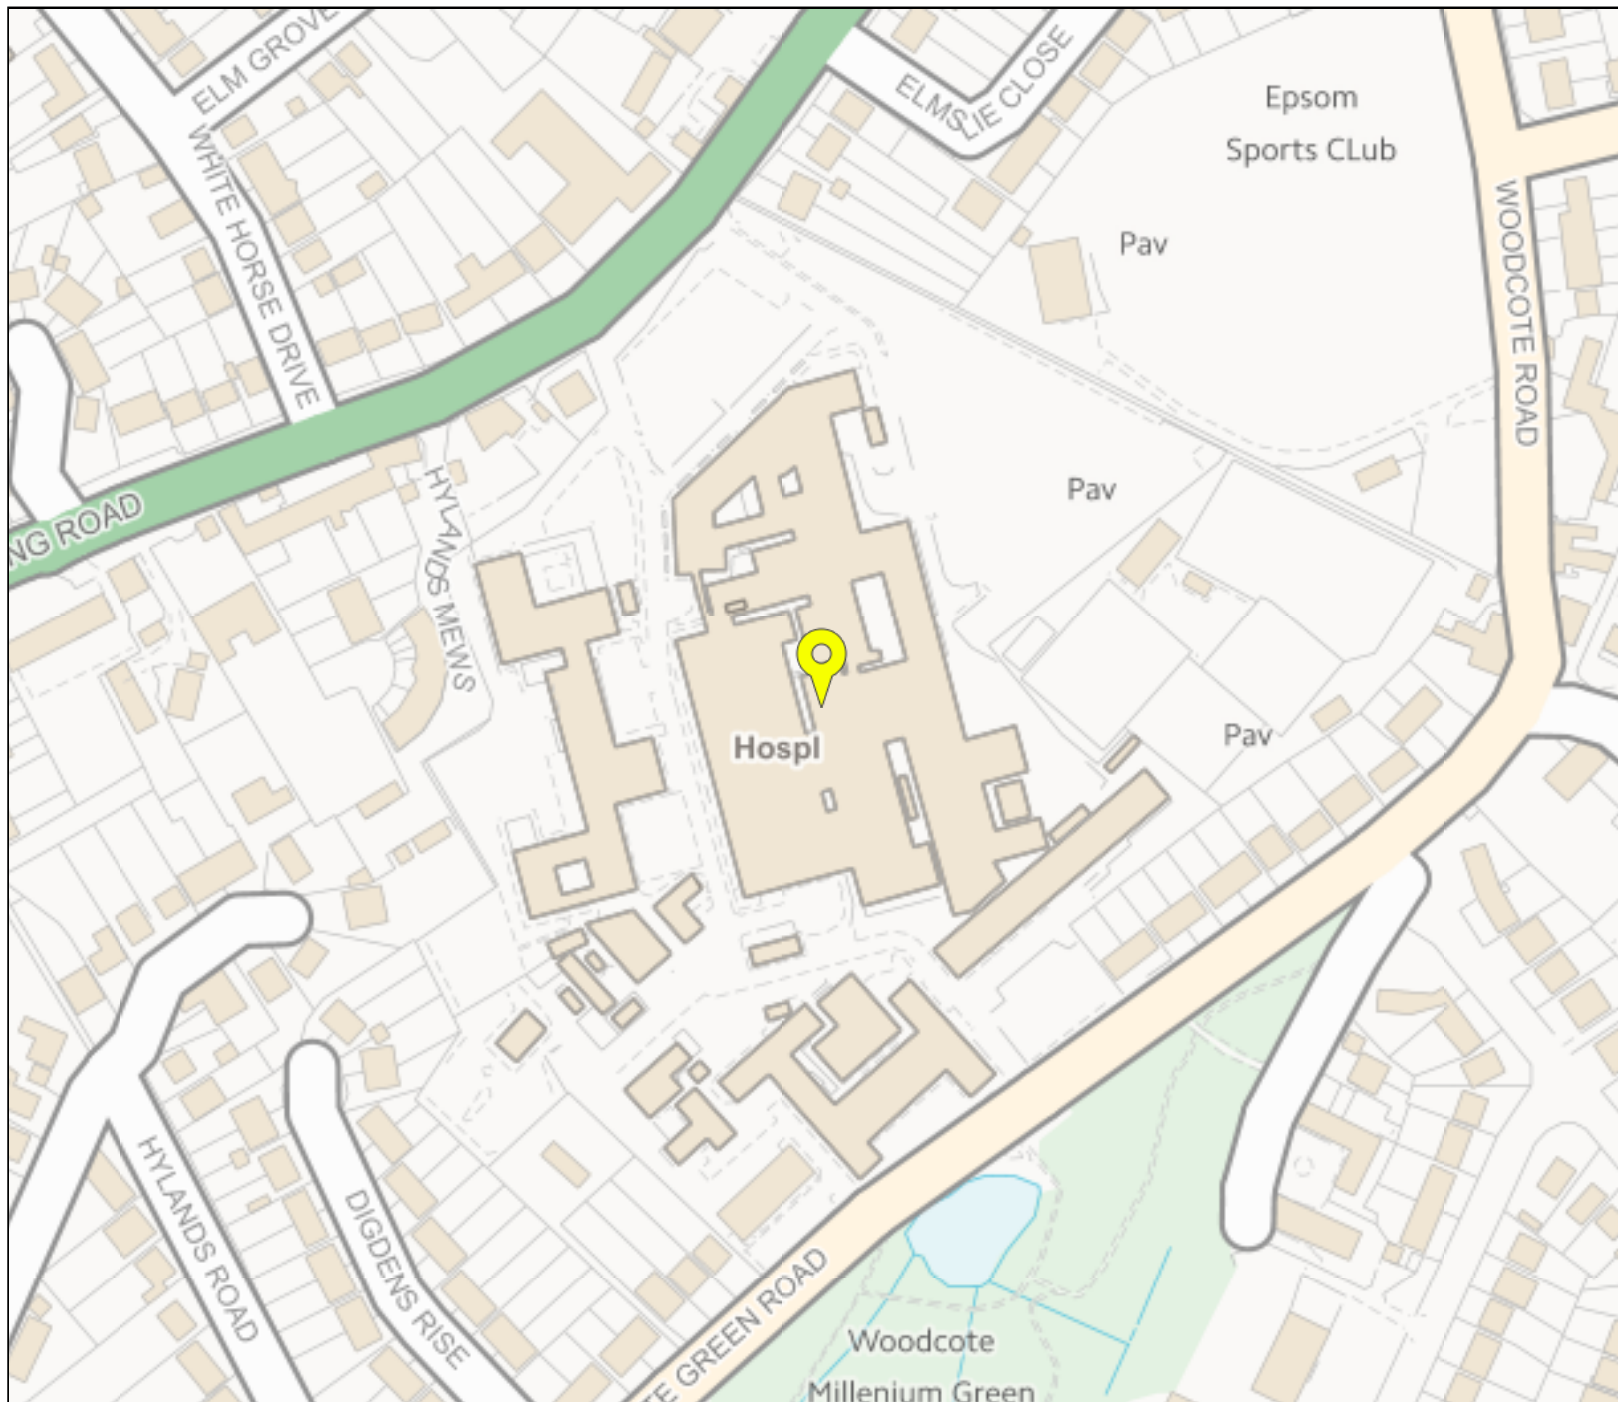 ELM GROVE
ELMSLIE CLOSE
Epsom
Sports CLub
WHITE HORSE DRIVE
WOODCOTE ROAD
Pav
Pav
NG ROAD
HYLANDS MEWS
Pav
Hospl
HYLANDS ROAD
DIGDENS RISE
TE GREEN ROAD
Woodcote
Millenium Green